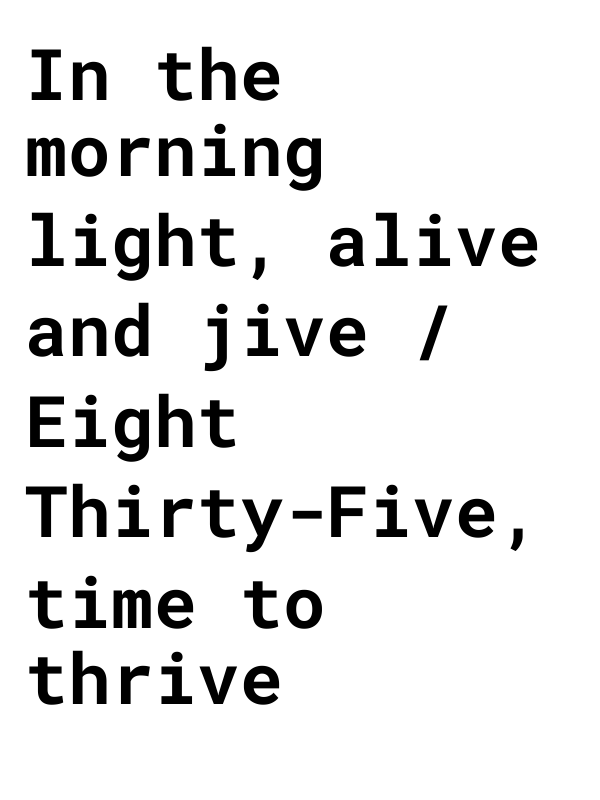 In the
morning
light, alive
and jive /
Eight
Thirty-Five,
time to
thrive